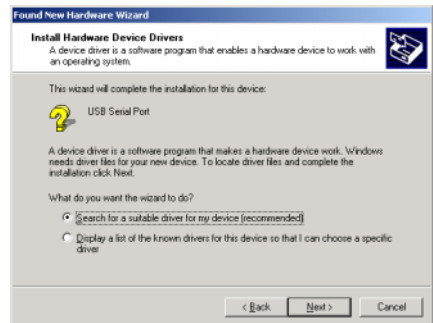 Found New Hardware Wizard
Install Hardware Device Drivers
A device driver is a software program that enables a hardware device to work with
an operating system.
This wizard will complete the installation for this device:
USB Serial Port
A device driver is a software program that makes a hardware device work. Windows
needs driver files for your new device. To locate driver files and complete the
installation click Next.
What do you want the wizard to do?
Search for a suitable driver for my device (recommended)
Display a list of the known drivers for this device so that I can choose a specific
driver
< Back Next > Cancel